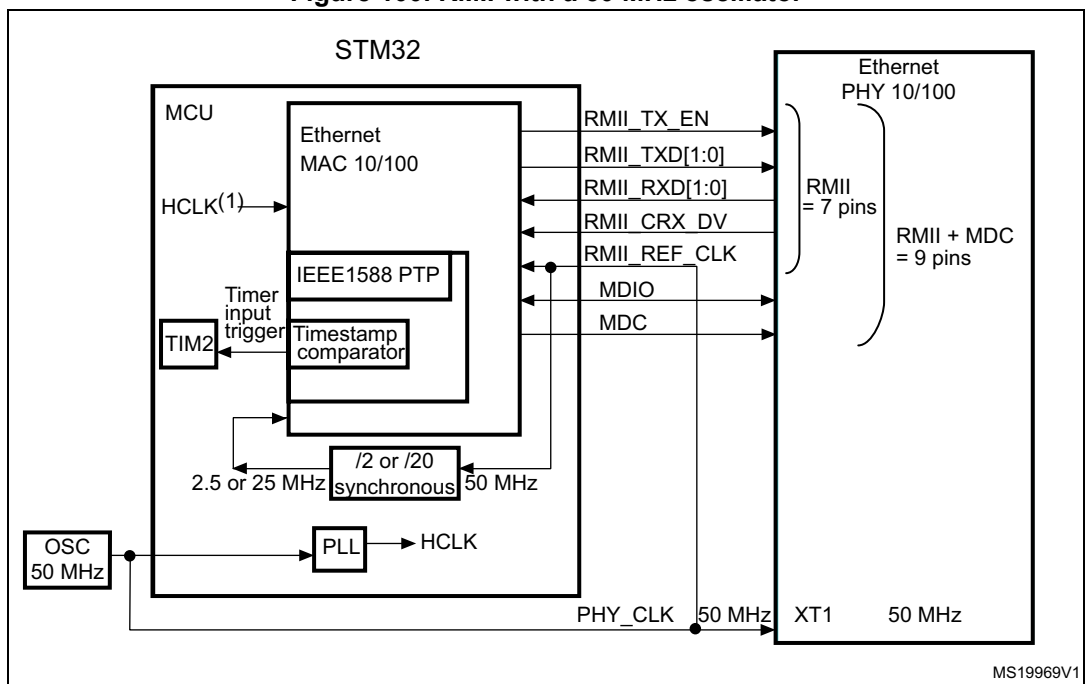 STM32
Ethernet
PHY 10/100
MCU
Ethernet
MAC 10/100
HCLK(1)
RMII_TX_EN
RMII_TXD[1:0]
RMII_RXD[1:0]
RMII_CRX_DV
RMII_REF_CLK
MDIO
MDC
RMII
= 7 pins
RMII + MDC
= 9 pins
IEEE1588 PTP
Timer
input
trigger
TIM2
Timestamp
comparator
/2 or /20
synchronous
2.5 or 25 MHz
50 MHz
OSC
50 MHz
PLL
HCLK
PHY_CLK
50 MHz
XT1
50 MHz
MS19969V1